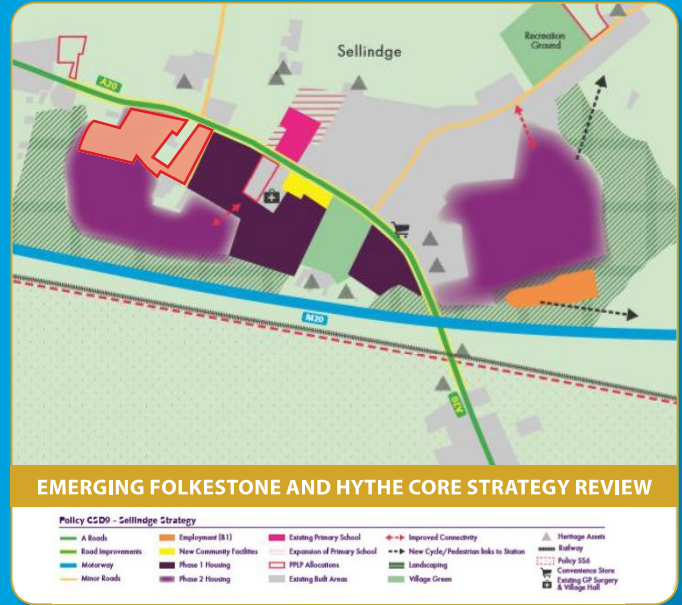 Sellindge
Recreation
Ground
A20
M20
A20
EMERGING FOLKESTONE AND HYTHE CORE STRATEGY REVIEW
Policy CSD9 - Sellindge Strategy
A Roads
Road Improvements
Motorway
Minor Roads
Employment (B1)
New Community Facilities
Phase 1 Housing
Phase 2 Housing
Existing Primary School
Expansion of Primary School
PPLP Allocations
Existing Built Areas
Improved Connectivity
New Cycle/Pedestrian links to Station
Landscaping
Village Green
Heritage Assets
Railway
Policy SS6
Convenience Store
Existing GP Surgery
& Village Hall